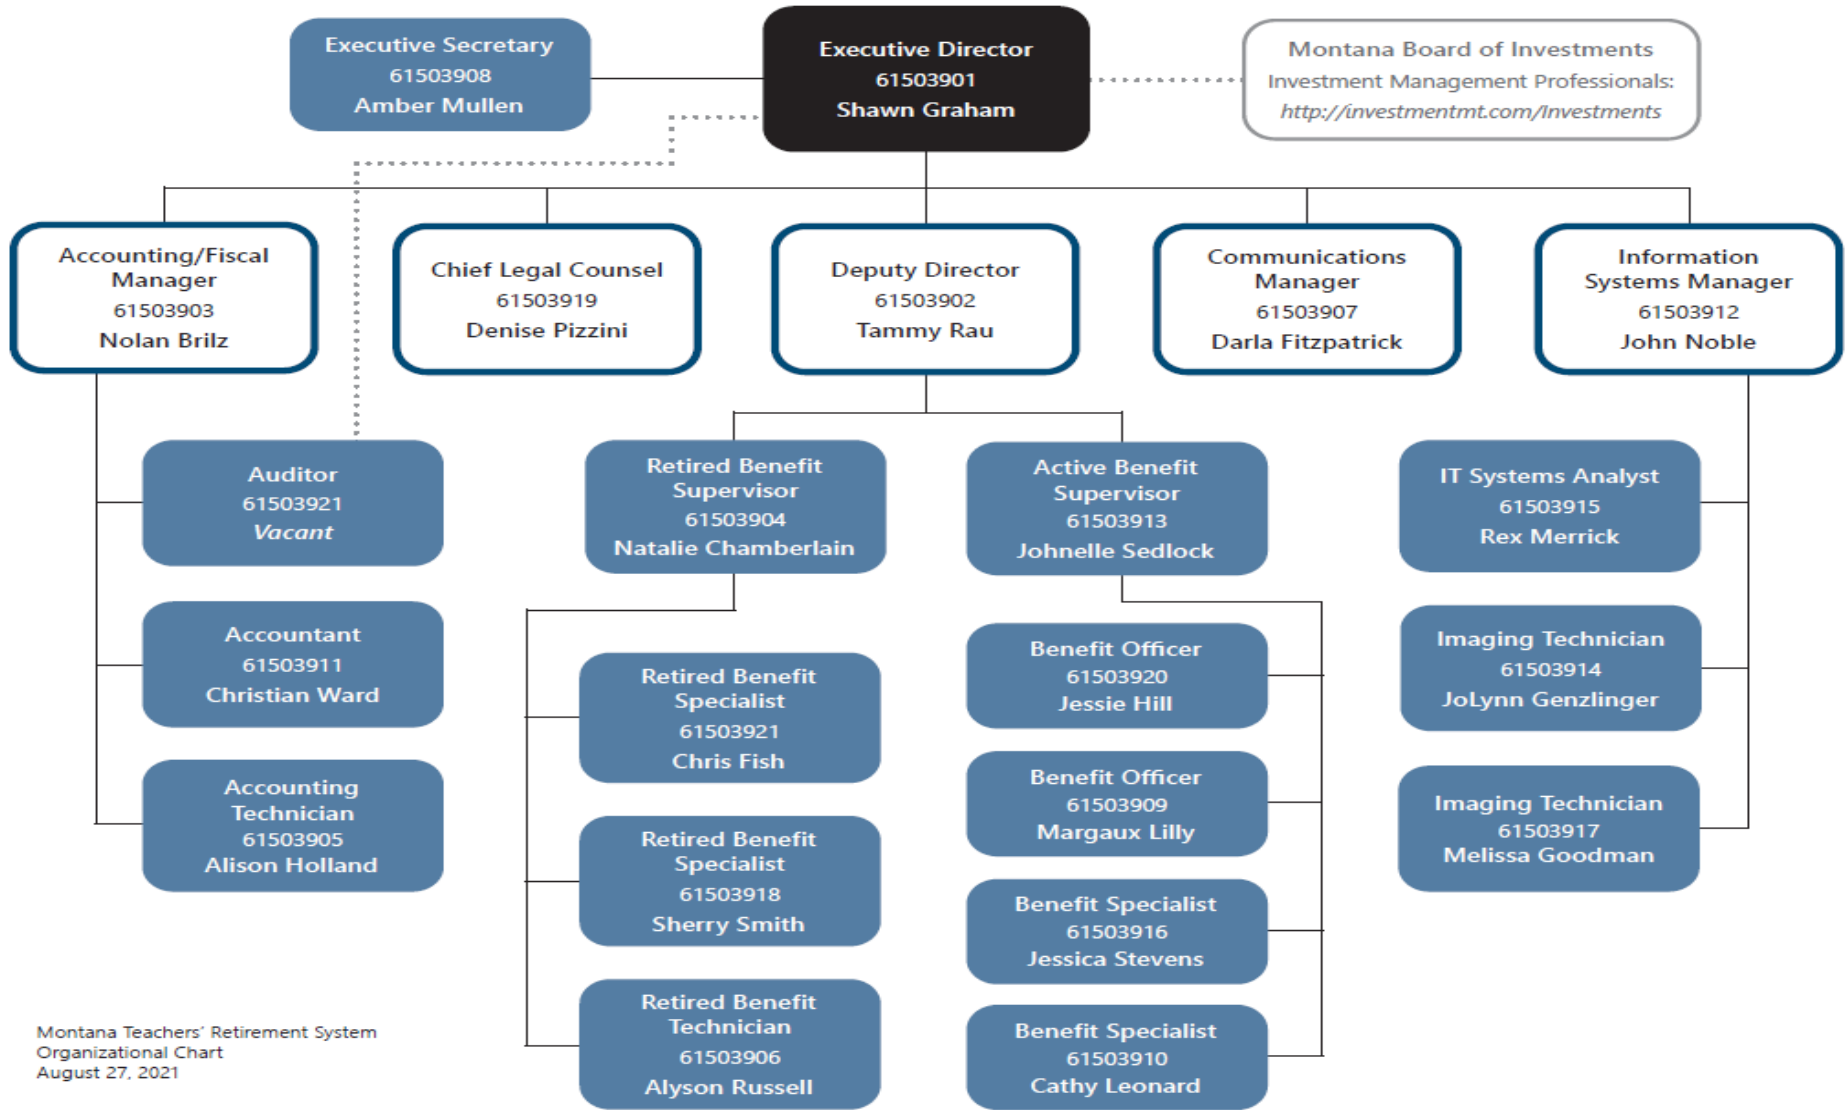 Executive Secretary
61503908
Amber Mullen
Executive Director
61503901
Shawn Graham
Montana Board of Investments
Investment Management Professionals:
http://investmentmt.com/Investments
Accounting/Fiscal
Manager
61503903
Nolan Brilz
Chief Legal Counsel
61503919
Denise Pizzini
Deputy Director
61503902
Tammy Rau
Communications
Manager
61503907
Darla Fitzpatrick
Information
Systems Manager
61503912
John Noble
Auditor
61503921
Vacant
Accountant
61503911
Christian Ward
Accounting
Technician
61503905
Alison Holland
Retired Benefit
Supervisor
61503904
Natalie Chamberlain
Retired Benefit
Specialist
61503921
Chris Fish
Retired Benefit
Specialist
61503918
Sherry Smith
Retired Benefit
Technician
61503906
Alyson Russell
Active Benefit
Supervisor
61503913
Johnelle Sedlock
Benefit Officer
61503920
Jessie Hill
Benefit Officer
61503909
Margaux Lilly
Benefit Specialist
61503916
Jessica Stevens
Benefit Specialist
61503910
Cathy Leonard
IT Systems Analyst
61503915
Rex Merrick
Imaging Technician
61503914
JoLynn Genzlinger
Imaging Technician
61503917
Melissa Goodman
Montana Teachers' Retirement System
Organizational Chart
August 27, 2021